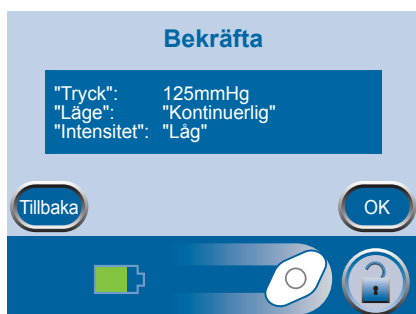 Bekräfta
"Tryck": 125mmHg
"Läge": "Kontinuerlig"
"Intensitet": "Låg"
Tillbaka
OK